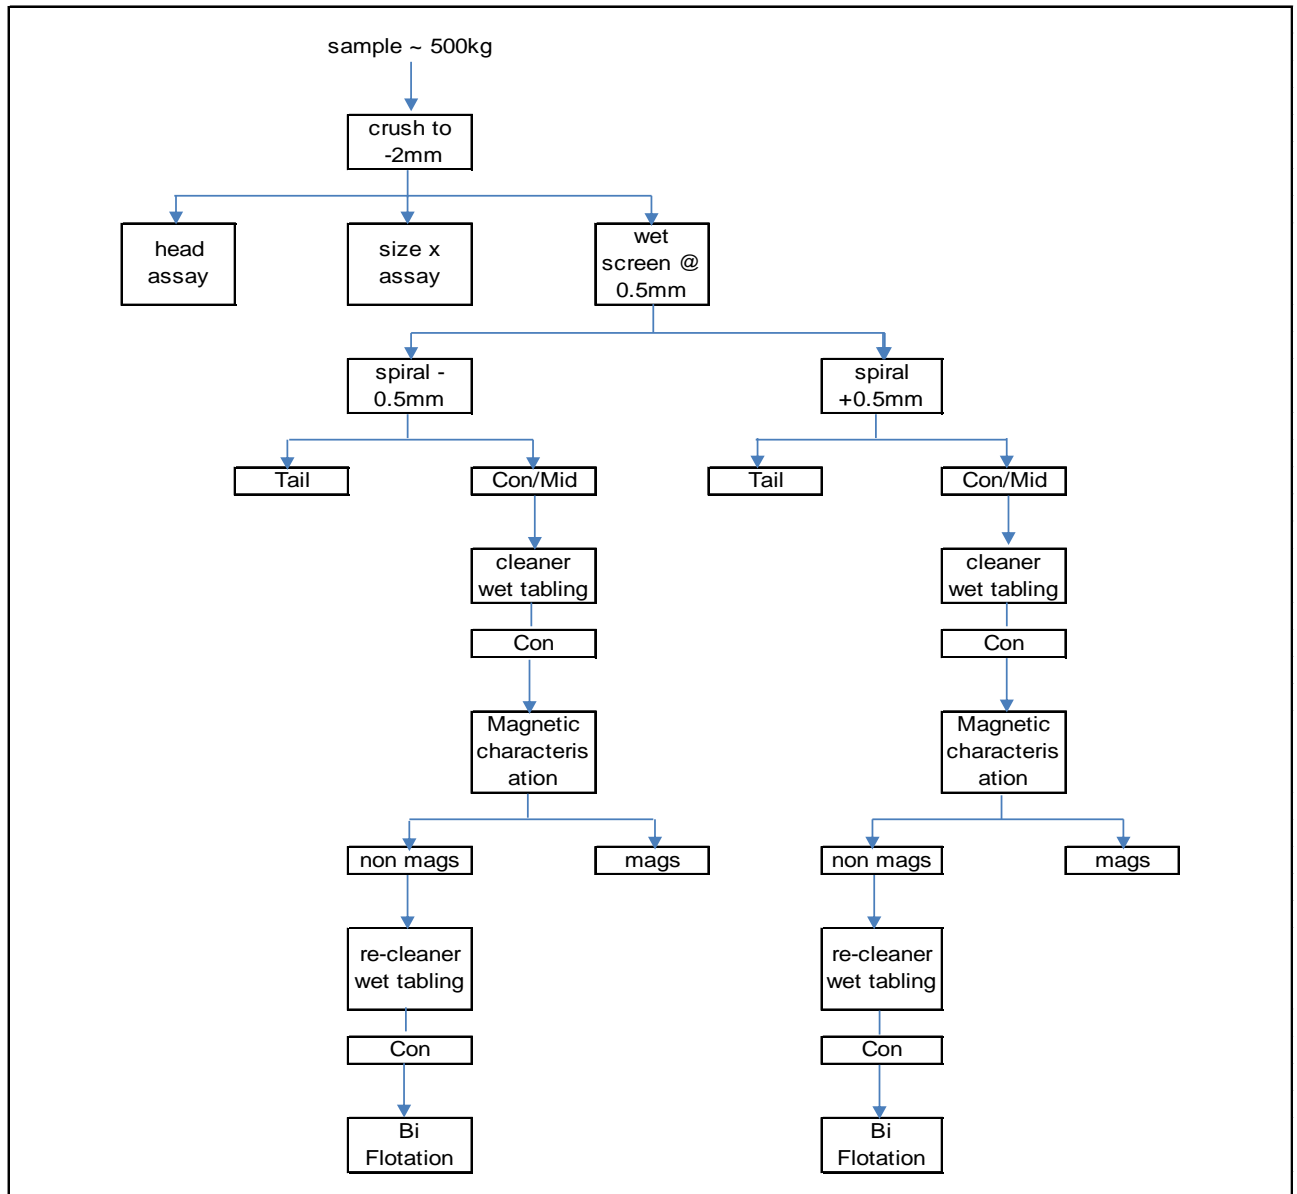 sample ~ 500kg
crush to
-2mm
head
assay
size x
assay
wet
screen @
0.5mm
spiral -
0.5mm
spiral
+0.5mm
Tail
Con/Mid
Tail
Con/Mid
cleaner
wet tabling
cleaner
wet tabling
Con
Con
Magnetic
characteris
ation
Magnetic
characteris
ation
non mags
mags
non mags
mags
re-cleaner
wet tabling
re-cleaner
wet tabling
Con
Con
Bi
Flotation
Bi
Flotation